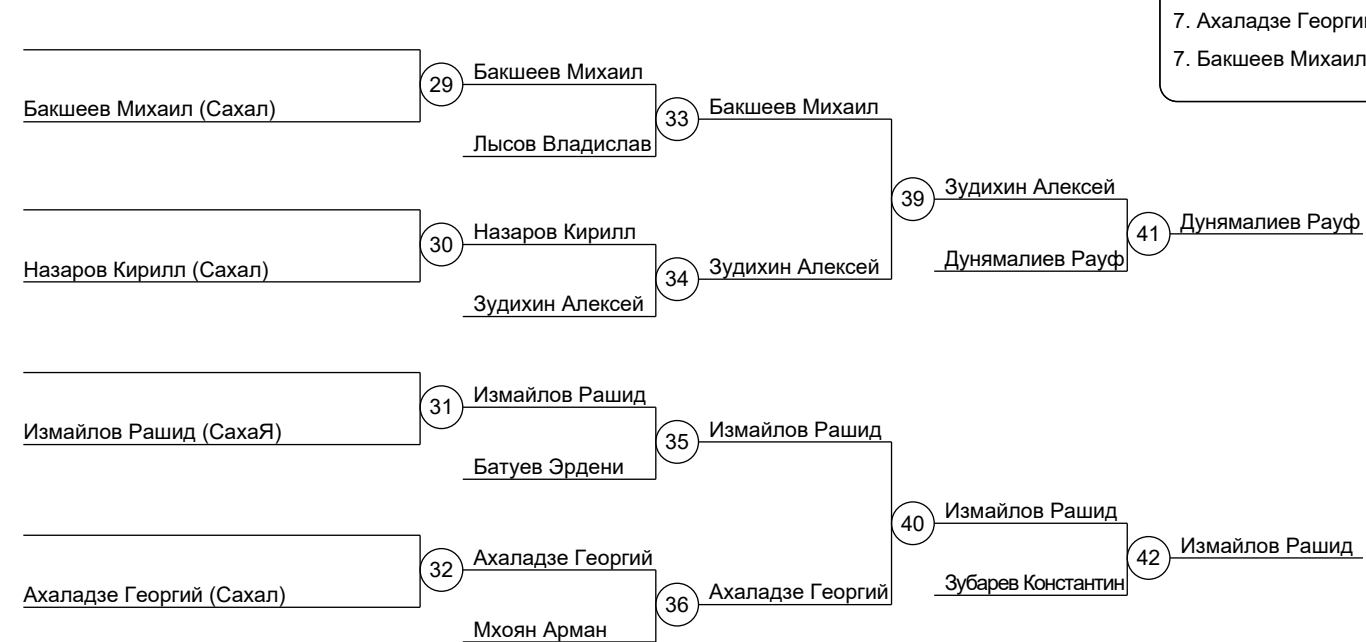 7. Ахаладзе Георги
7. Бакшеев Михаил
Бакшеев Михаил (Сахал)
29
Бакшеев Михаил
Лысов Владислав
33
Бакшеев Михаил
Назаров Кирилл (Сахал)
30
Назаров Кирилл
Зудихин Алексей
34
Зудихин Алексей
39
Зудихин Алексей
Дунямалиев Рауф
41
Дунямалиев Рауф
Измайлов Рашид (СахаЯ)
31
Измайлов Рашид
Батуев Эрдени
35
Измайлов Рашид
Ахаладзе Георгий (Сахал)
32
Ахаладзе Георгий
Мхоян Арман
36
Ахаладзе Георгий
40
Измайлов Рашид
Зубарев Константин
42
Измайлов Рашид